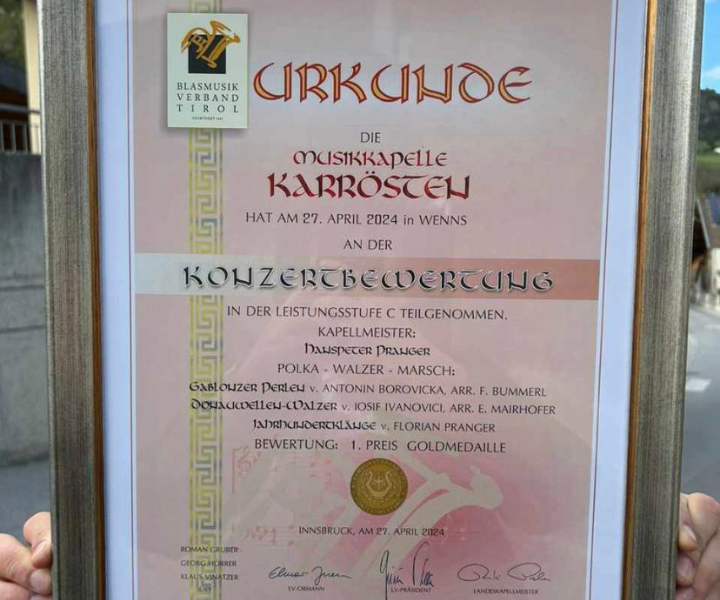 BLASMUSIK
VERBAND
TIROL
URKUNDE
DIE
MUSIKKAPELLE
KARRÖSTEN
HAT AM 27. APRIL 2024 in WENNS
AN DER
KONZERTBEWERTUNG
IN DER LEISTUNGSSTUFE C TEILGENOMMEN.
KAPELLMEISTER:
HANSPETER PRANGER
POLKA - WALZER - MARSCH:
GABLONZER PERLEN v. ANTONIN BOROVICKA, ARR. F. BUMMERL
DONAUWELLEN-WALZER v. IOSIF IVANOVICI, ARR. E. MAIRHOFER
JAHRHUNDERTKLÄNGE v. FLORIAN PRANGER
BEWERTUNG: 1. PREIS GOLDMEDAILLE
INNSBRUCK, AM 27. APRIL 2024
ROMAN GRUBER
GEORG HORRER
KLAUS VINATZER
LV-OBMANN
LV-PRÄSIDENT
LANDESKAPELLMEISTER